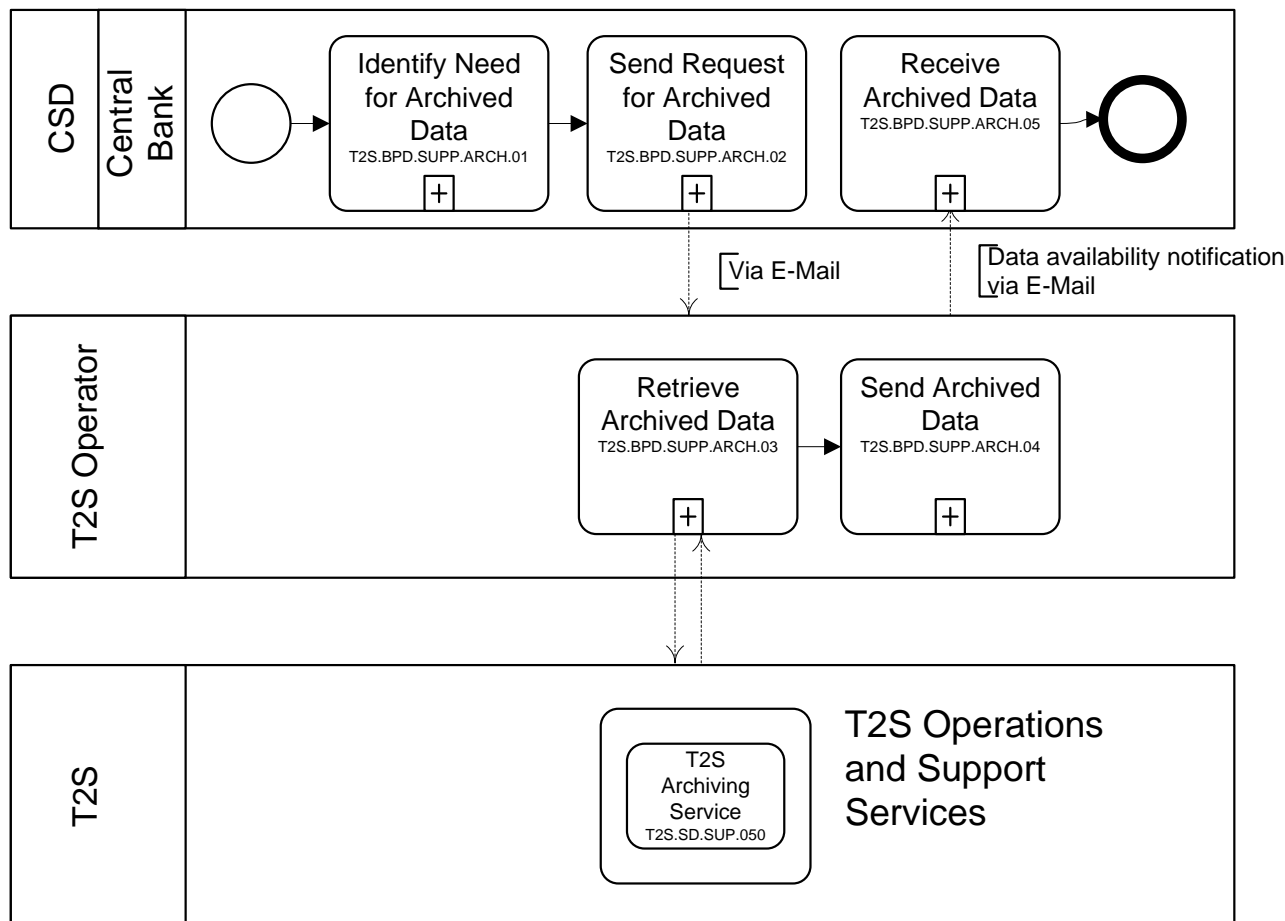 CSD
Central
Bank
Identify Need
for Archived
Data
T2S.BPD.SUPP.ARCH.01
Send Request
for Archived
Data
T2S.BPD.SUPP.ARCH.02
Receive
Archived Data
T2S.BPD.SUPP.ARCH.05
Via E-Mail
Data availability notification
via E-Mail
T2S Operator
Retrieve
Archived Data
T2S.BPD.SUPP.ARCH.03
Send Archived
Data
T2S.BPD.SUPP.ARCH.04
T2S
T2S
Archiving
Service
T2S.SD.SUP.050
T2S Operations
and Support
Services